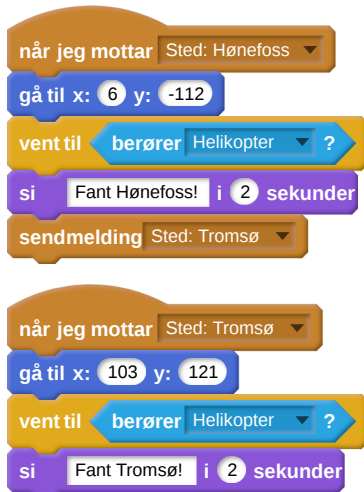 når jeg mottar Sted: Hønefoss
gå til x: 6 y: -112
vent til berører Helikopter ?
si Fant Hønefoss! i 2 sekunder
sendmelding Sted: Tromsø
når jeg mottar Sted: Tromsø
gå til x: 103 y: 121
vent til berører Helikopter ?
si Fant Tromsø! i 2 sekunder